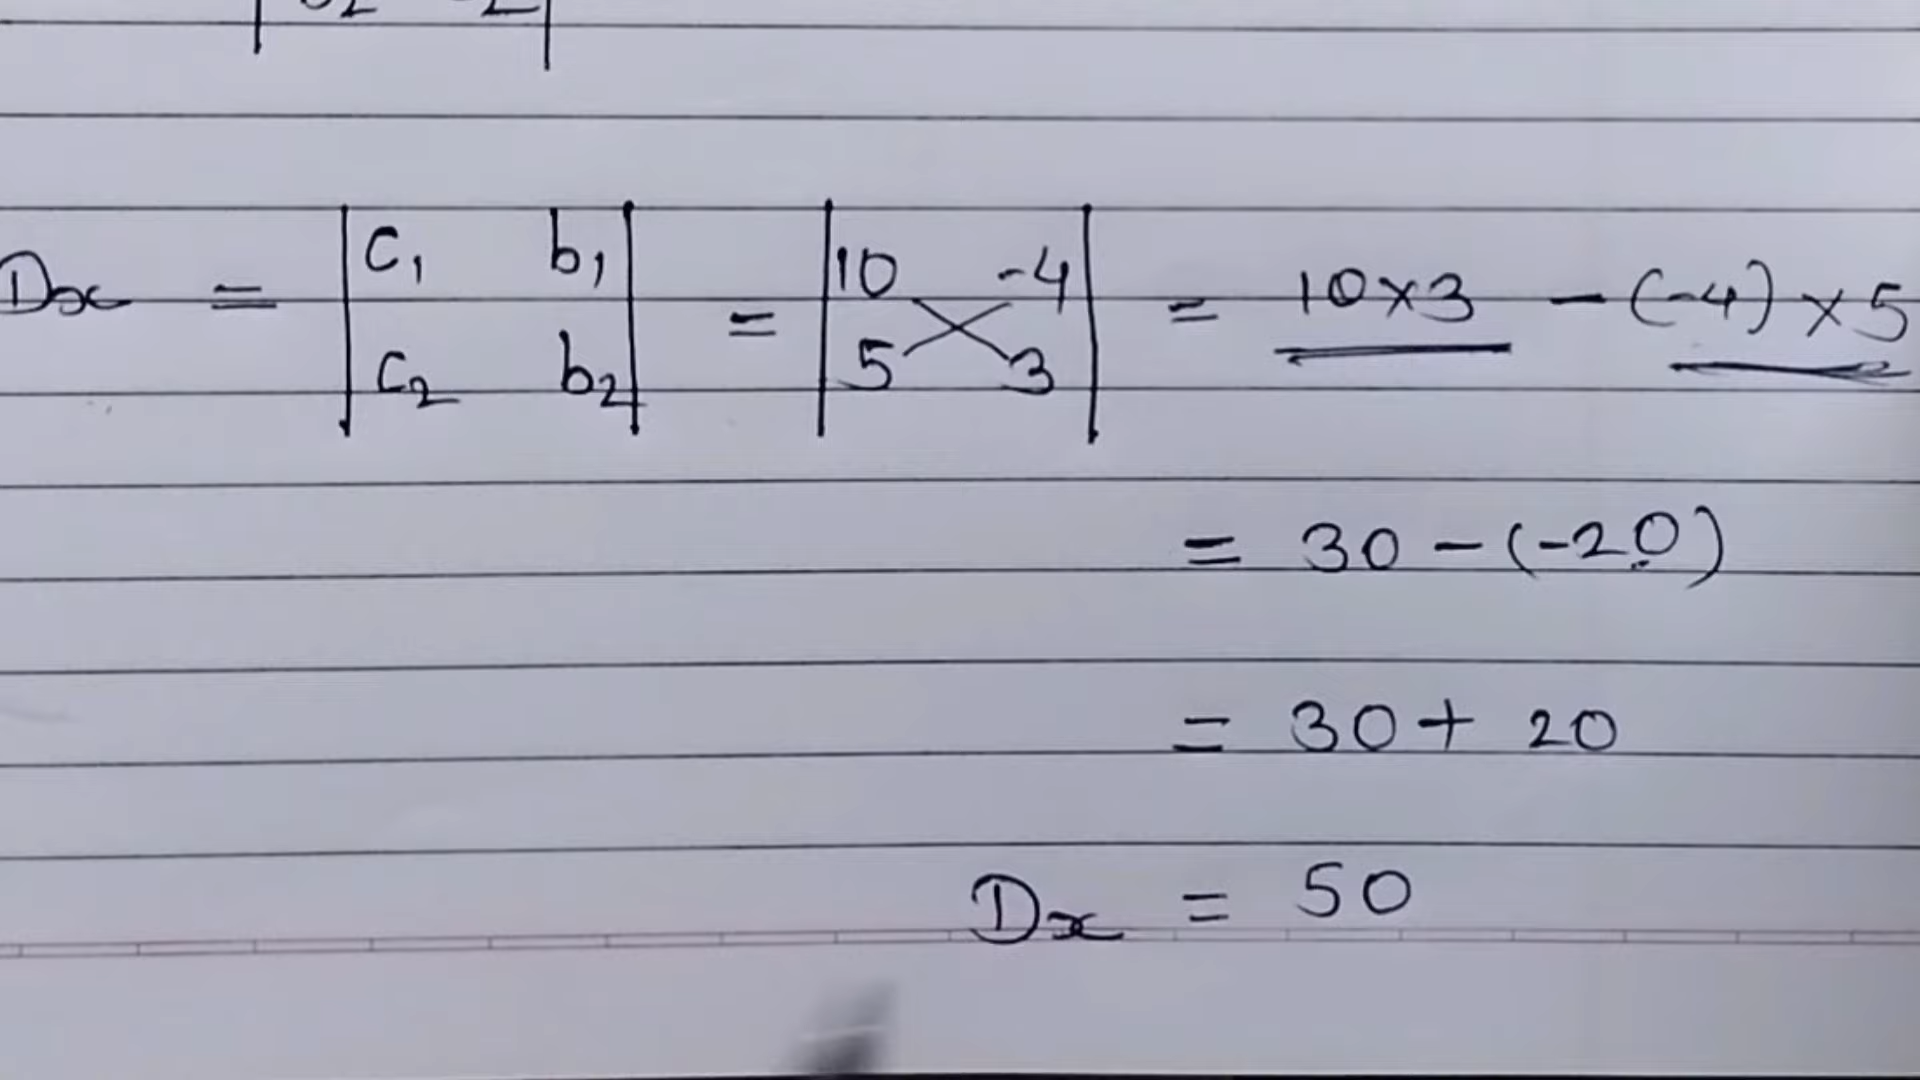 Dx = | c₁ b₁ | = | 10 -4 | = 10×3 - (-4) × 5
| c₂ b₂ | | 5 3 |
= 30 - (-20)
= 30 + 20
Dx = 50